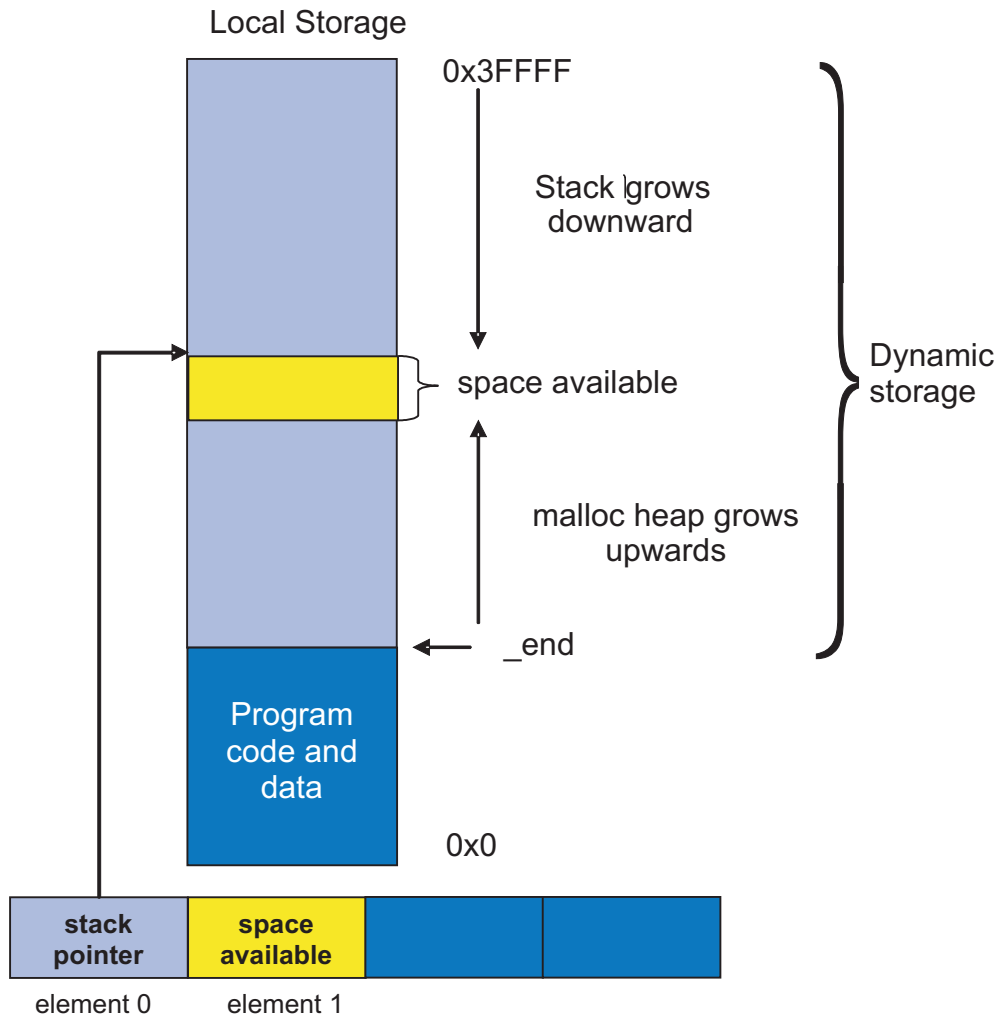 Local Storage
0x3FFFF
Stack grows
downward
space available
Dynamic
storage
malloc heap grows
upwards
_end
Program
code and
data
0x0
stack
pointer
space
available
element 0
element 1